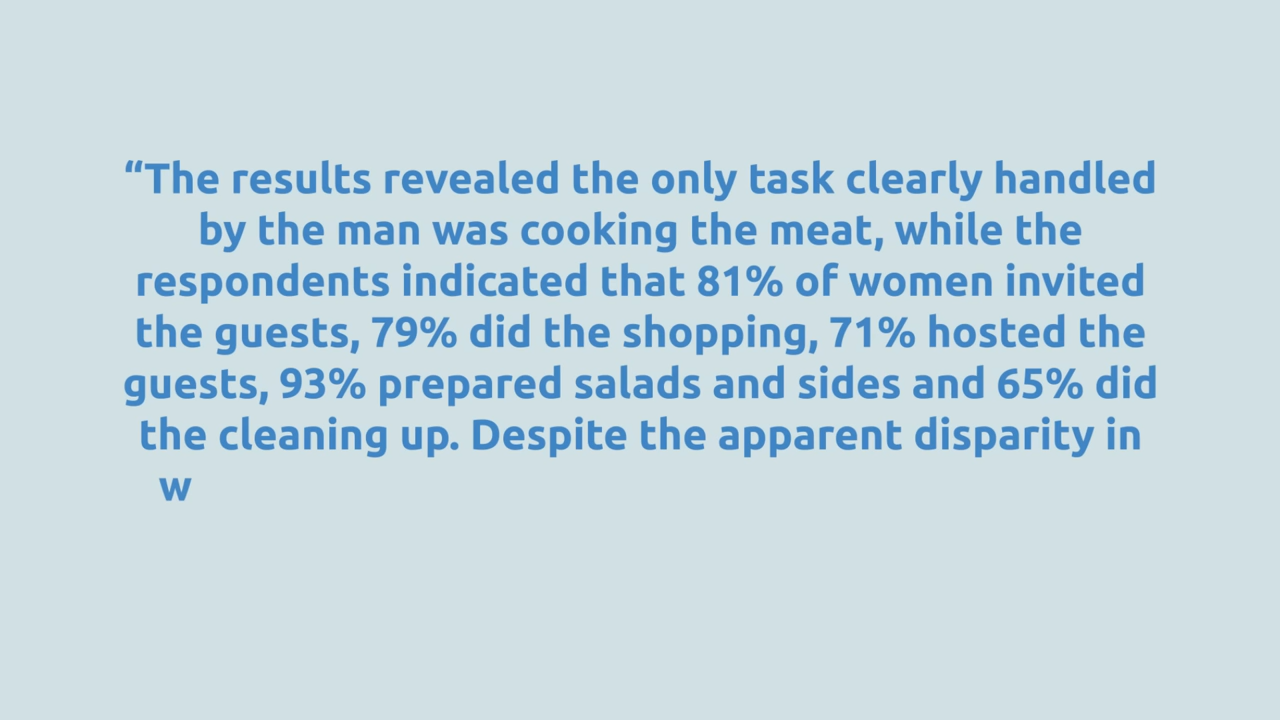 “The results revealed the only task clearly handled
by the man was cooking the meat, while the
respondents indicated that 81% of women invited
the guests, 79% did the shopping, 71% hosted the
guests, 93% prepared salads and sides and 65% did
the cleaning up. Despite the apparent disparity in
w